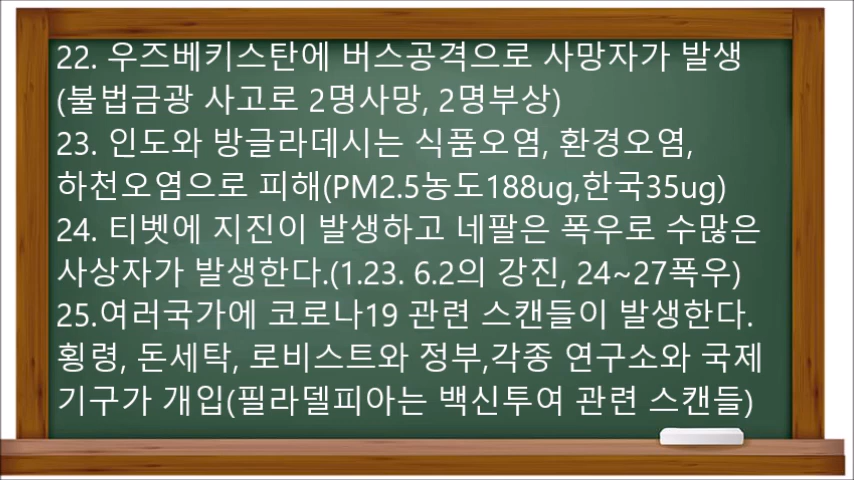 22. 우즈베키스탄에 버스공격으로 사망자가 발생
(불법금광 사고로 2명사망, 2명부상)
23. 인도와 방글라데시는 식품오염, 환경오염,
하천오염으로 피해(PM2.5농도188ug,한국35ug)
24. 티벳에 지진이 발생하고 네팔은 폭우로 수많은
사상자가 발생한다.(1.23. 6.2의 강진, 24~27폭우)
25.여러국가에 코로나19 관련 스캔들이 발생한다.
횡령, 돈세탁, 로비스트와 정부,각종 연구소와 국제
기구가 개입(필라델피아는 백신투여 관련 스캔들)